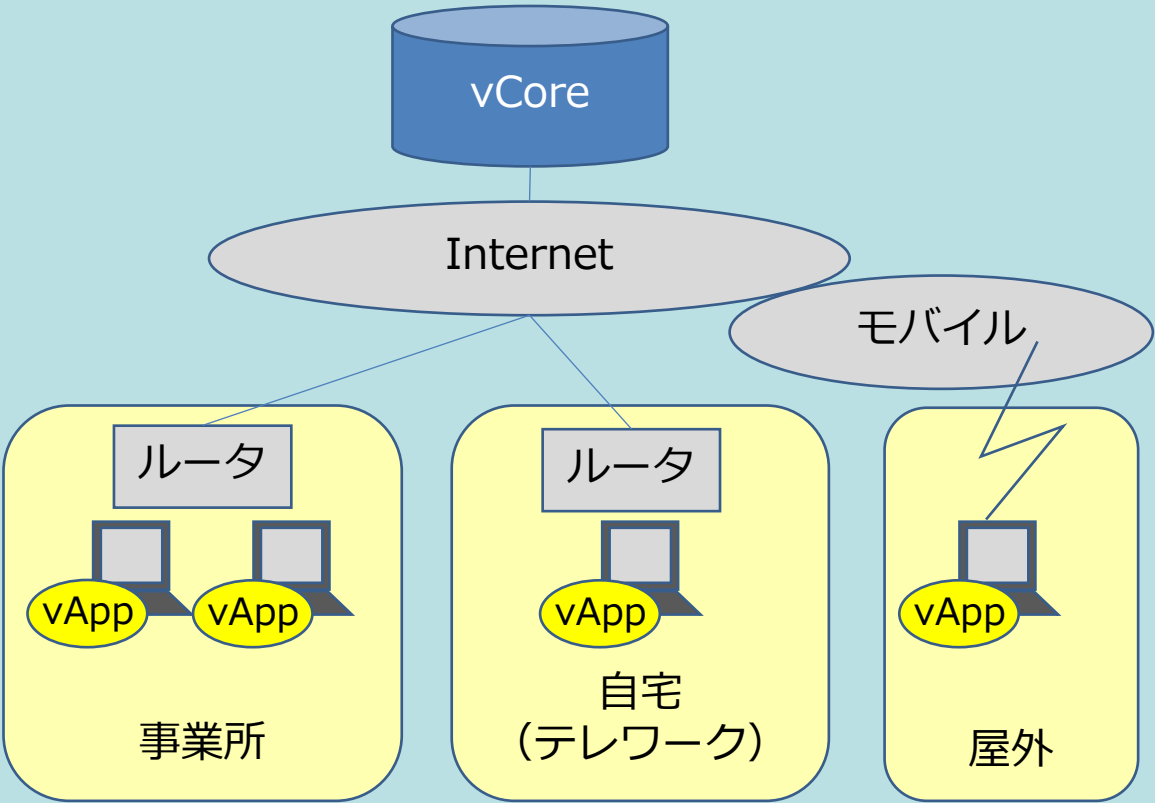 vCore
Internet
モバイル
ルータ
ルータ
vApp
vApp
vApp
vApp
事業所
自宅
（テレワーク）
屋外